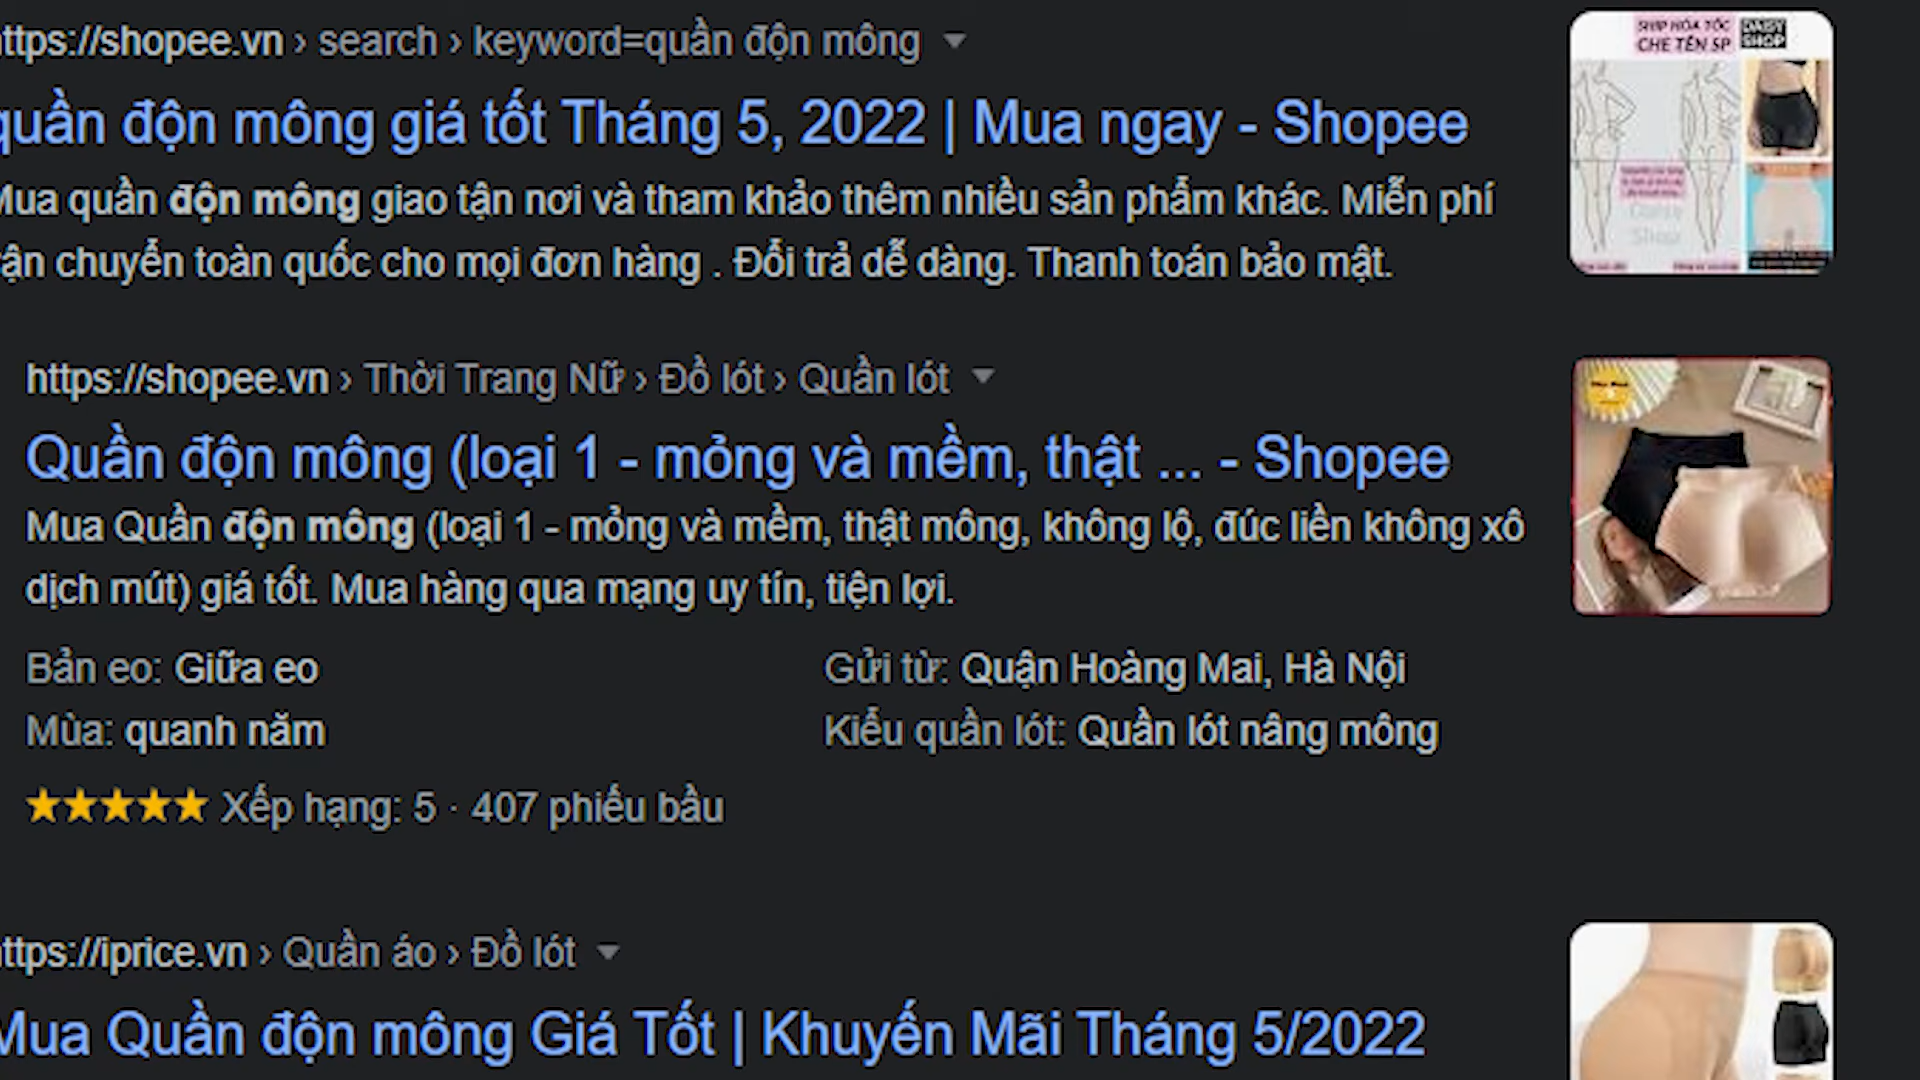 ttps://shopee.vn › search › keyword=quần độn mông
quần độn mông giá tốt Tháng 5, 2022 | Mua ngay - Shopee
Mua quần độn mông giao tận nơi và tham khảo thêm nhiều sản phẩm khác. Miễn phí
ận chuyển toàn quốc cho mọi đơn hàng . Đổi trả dễ dàng. Thanh toán bảo mật.
SHIP HỎA TỐC
CHE TÊN SP
DAISY
SHOP
https://shopee.vn › Thời Trang Nữ › Đồ lót › Quần lót
Quần độn mông (loại 1 - mỏng và mềm, thật ... - Shopee
Mua Quần độn mông (loại 1 - mỏng và mềm, thật mông, không lộ, đúc liền không xô
dịch mút) giá tốt. Mua hàng qua mạng uy tín, tiện lợi.
Bản eo: Giữa eo
Gửi từ: Quận Hoàng Mai, Hà Nội
Mùa: quanh năm
Kiểu quần lót: Quần lót nâng mông
Xếp hạng: 5 · 407 phiếu bầu
ttps://iprice.vn › Quần áo › Đồ lót
Mua Quần độn mông Giá Tốt | Khuyến Mãi Tháng 5/2022